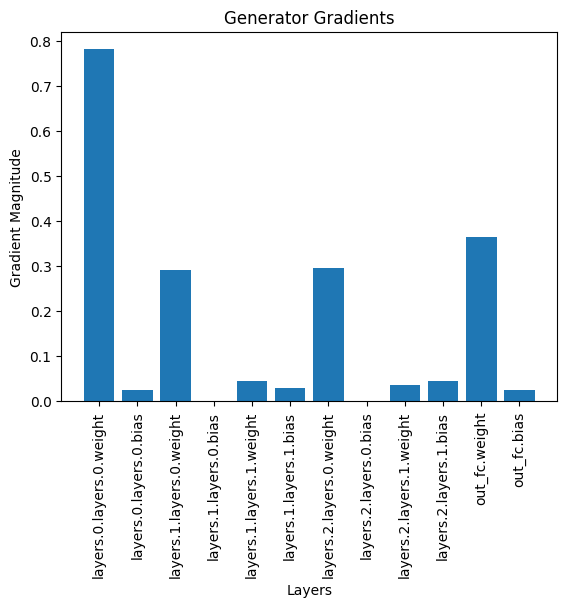 Generator Gradients
Gradient Magnitude
0.8
0.7
0.6
0.5
0.4
0.3
0.2
0.1
0.0
layers.0.layers.0.weight
layers.0.layers.0.bias
layers.1.layers.0.weight
layers.1.layers.0.bias
layers.1.layers.1.weight
layers.1.layers.1.bias
layers.2.layers.0.weight
layers.2.layers.0.bias
layers.2.layers.1.weight
layers.2.layers.1.bias
out_fc.weight
out_fc.bias
Layers